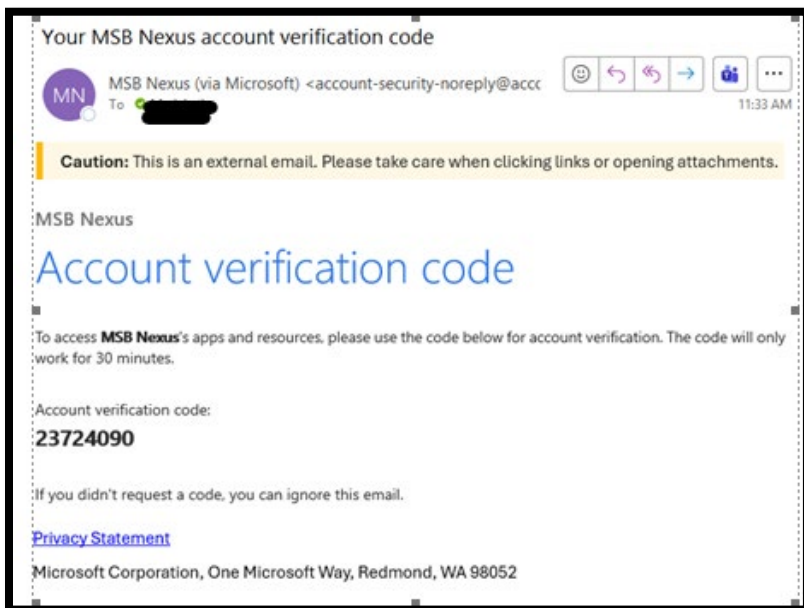 Your MSB Nexus account verification code
MN
MSB Nexus (via Microsoft) <account-security-noreply@accc
To
11:33 AM
Caution: This is an external email. Please take care when clicking links or opening attachments.
MSB Nexus
Account verification code
To access MSB Nexus's apps and resources, please use the code below for account verification. The code will only
work for 30 minutes.
Account verification code:
23724090
If you didn't request a code, you can ignore this email.
Privacy Statement
Microsoft Corporation, One Microsoft Way, Redmond, WA 98052